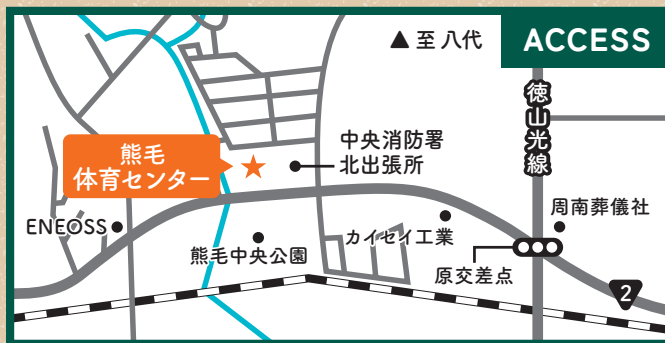 ▲至 八代
ACCESS
徳山光線
中央消防署
北出張所
熊毛
体育センター
ENEOSS
熊毛中央公園
カイセイ工業
周南葬儀社
原交差点
2